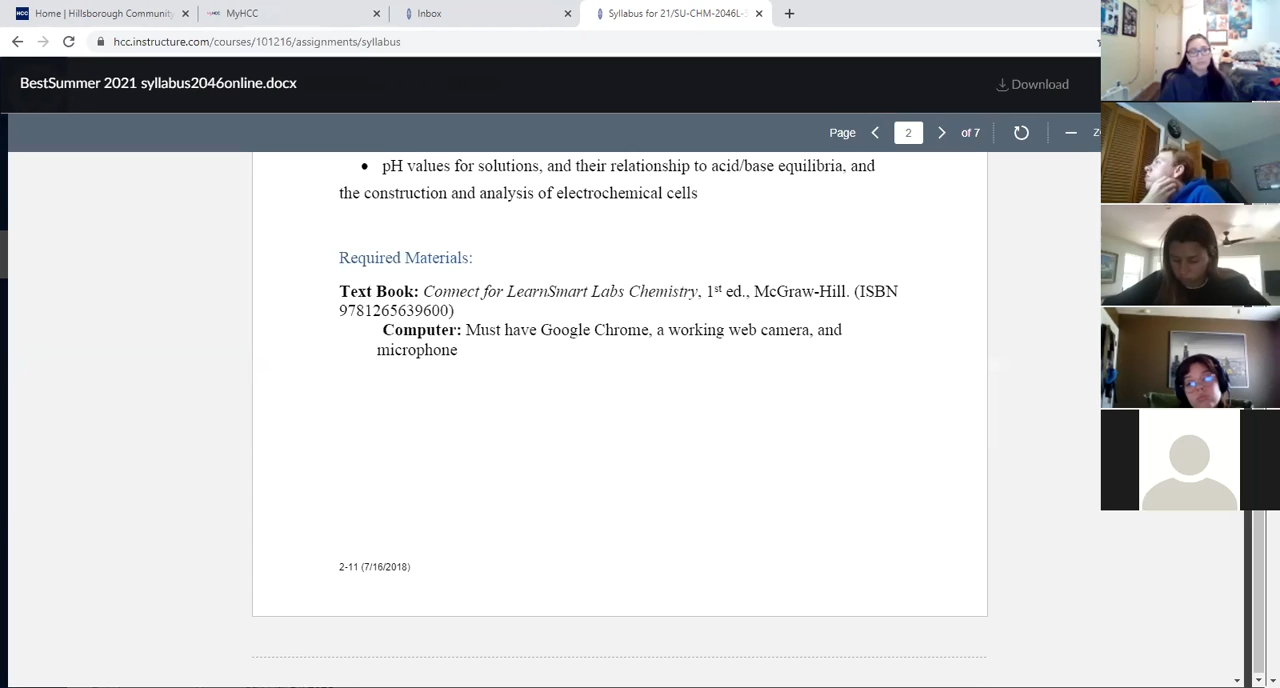 Home | Hillsborough Community
MyHCC
Inbox
Syllabus for 21/SU-CHM-2046L-
hcc.instructure.com/courses/101216/assignments/syllabus
BestSummer 2021 syllabus2046online.docx
Download
Page 2 of 7
• pH values for solutions, and their relationship to acid/base equilibria, and
the construction and analysis of electrochemical cells
Required Materials:
Text Book: Connect for LearnSmart Labs Chemistry, 1st ed., McGraw-Hill. (ISBN
9781265639600)
Computer: Must have Google Chrome, a working web camera, and
microphone
2-11 (7/16/2018)